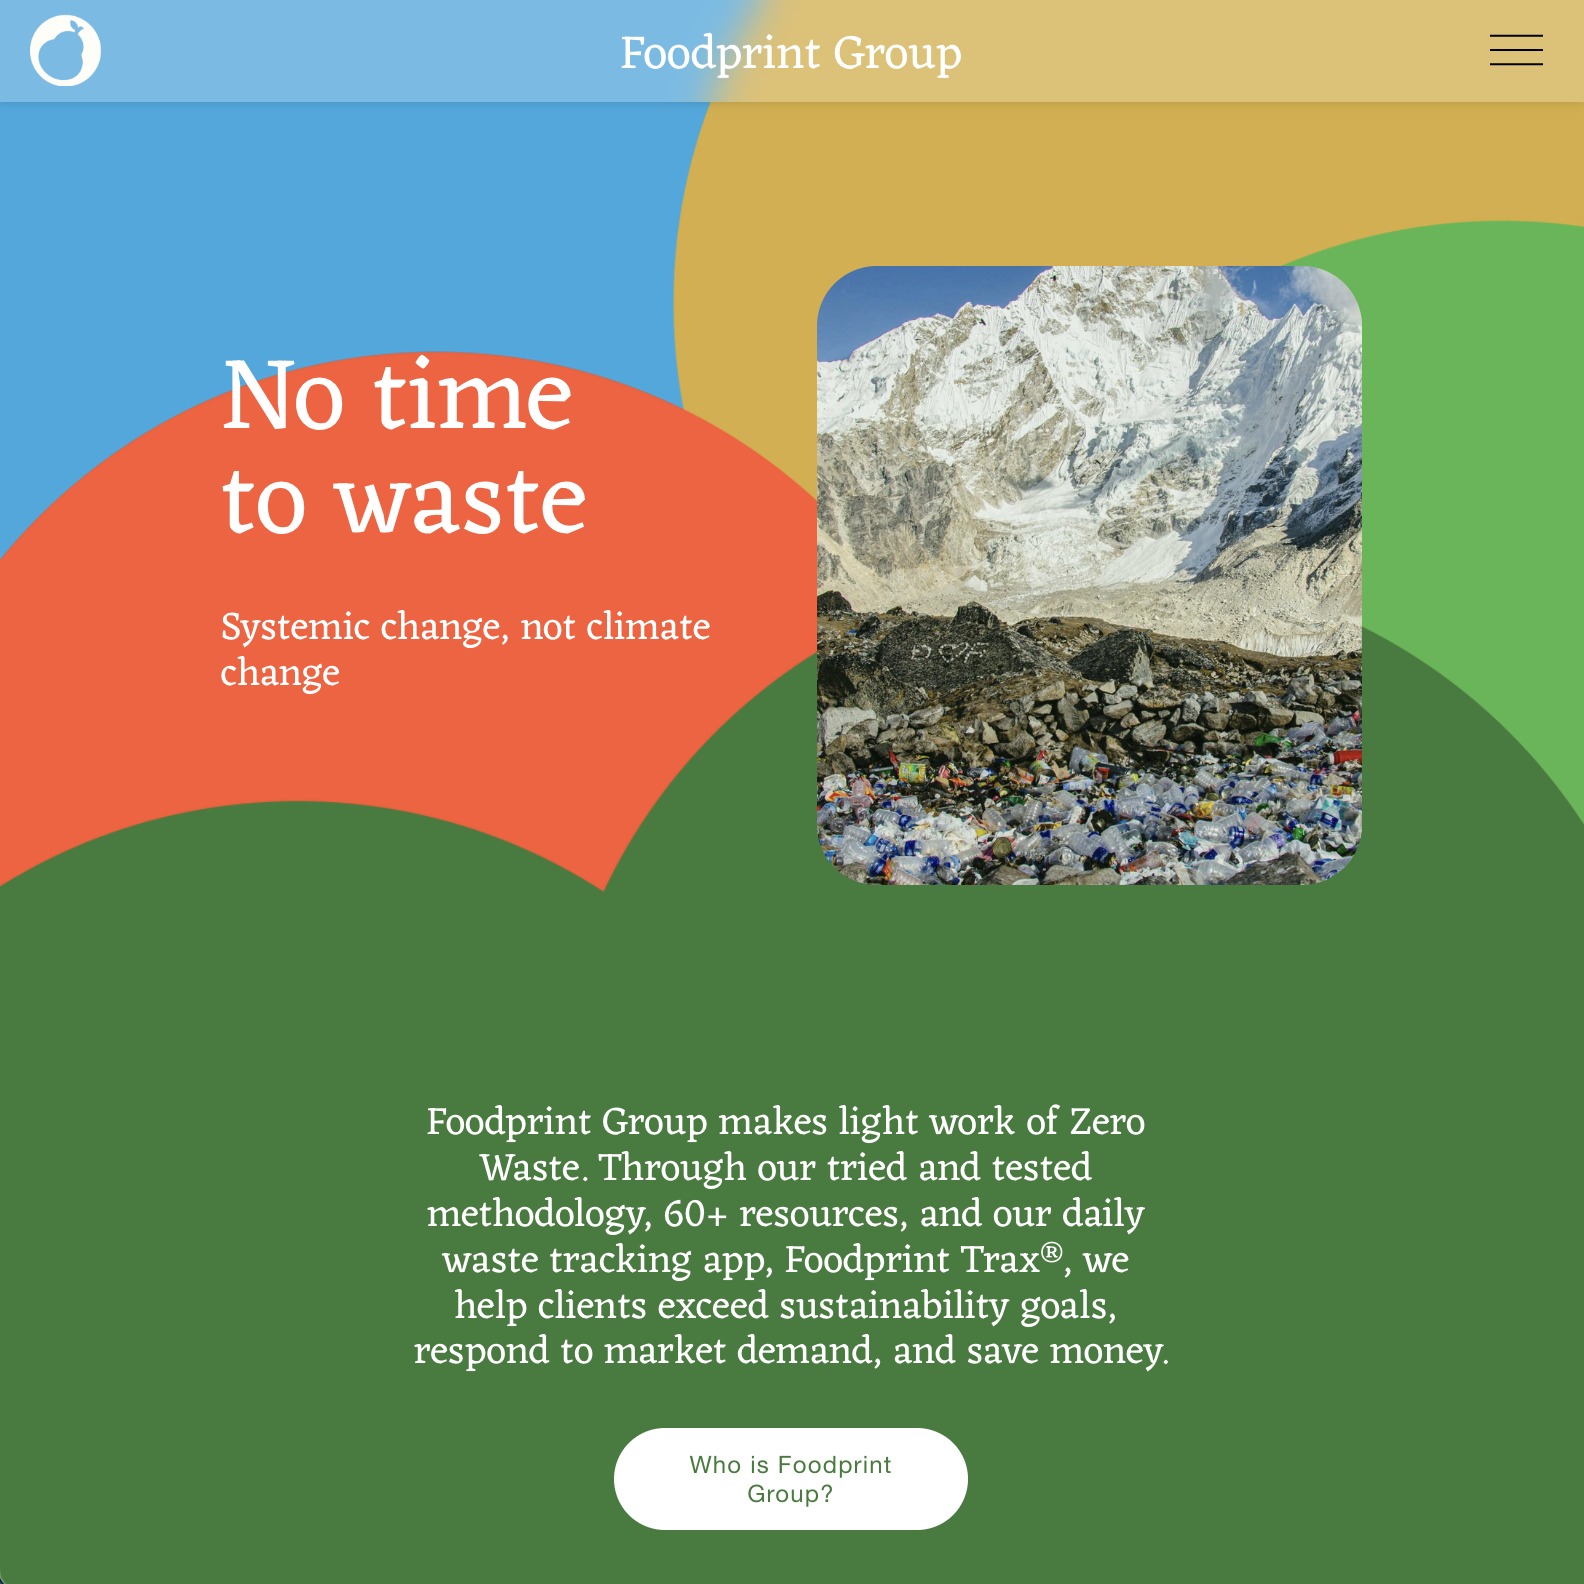 Foodprint Group
No time
to waste
Systemic change, not climate
change
Foodprint Group makes light work of Zero
Waste. Through our tried and tested
methodology, 60+ resources, and our daily
waste tracking app, Foodprint Trax®, we
help clients exceed sustainability goals,
respond to market demand, and save money.
Who is Foodprint
Group?